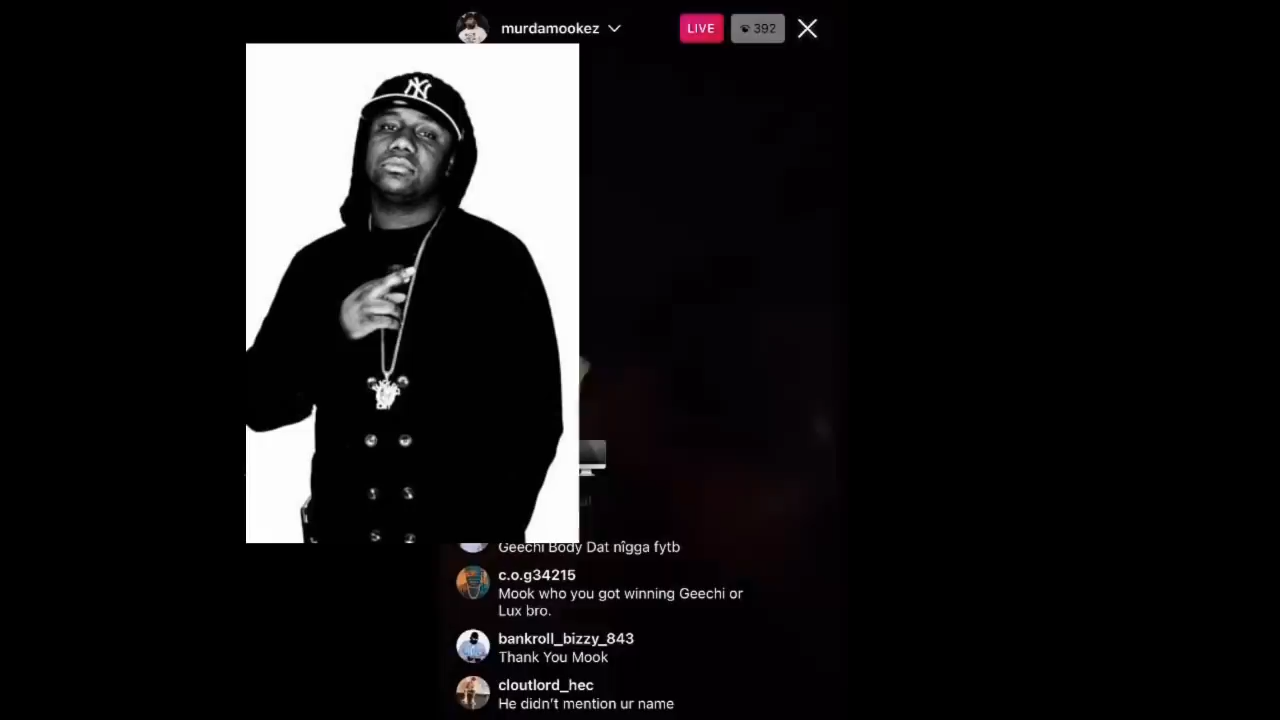 murdamookez
LIVE
392
NY
Geechi Body Dat nîgga fytb
c.o.g34215
Mook who you got winning Geechi or
Lux bro.
bankroll_bizzy_843
Thank You Mook
cloutlord_hec
He didn't mention ur name